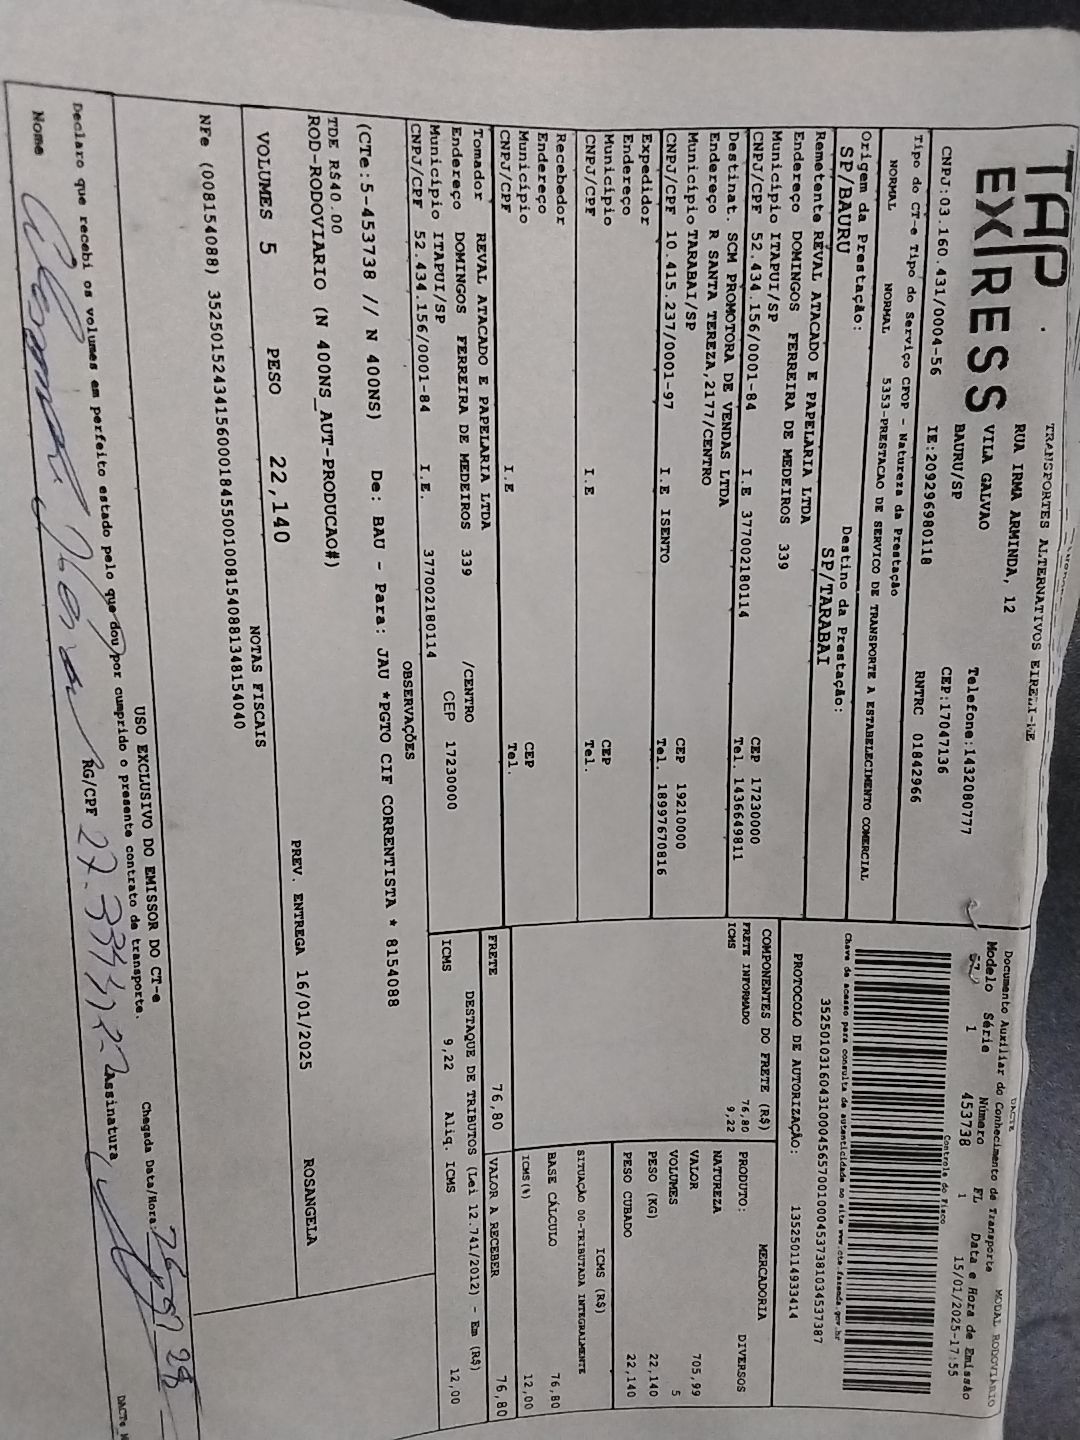 TRANSPORTES ALTERNATIVOS EIRELI-ME
TAP
EXPRESS
RUA IRMA ARMINDA, 12
VILA GALVAO
BAURU/SP
Telefone:1432080777
CEP:17047136
CNPJ:03.160.431/0004-56
IE:209296980118
RNTRC 01842966
Tipo do CT-e Tipo do Serviço CFOP - Natureza da Prestação
NORMAL NORMAL 5353-PRESTACAO DE SERVICO DE TRANSPORTE A ESTABELECIMENTO COMERCIAL
Origem da Prestação: Destino da Prestação:
SP/BAURU SP/TARABAI
Remetente REVAL ATACADO E PAPELARIA LTDA
Endereço DOMINGOS FERREIRA DE MEDEIROS 339
Município ITAPUI/SP CEP 17230000
CNPJ/CPF 52.434.156/0001-84 I.E 377002180114 Tel. 1436649811
Destinat. SCM PROMOTORA DE VENDAS LTDA
Endereço R SANTA TEREZA,2177/CENTRO
Município TARABAI/SP CEP 19210000
CNPJ/CPF 10.415.237/0001-97 I.E ISENTO Tel. 18997670816
Expedidor
Endereço
Município CEP
CNPJ/CPF I.E Tel.
Recebedor
Endereço
Município CEP
CNPJ/CPF I.E Tel.
Tomador REVAL ATACADO E PAPELARIA LTDA
Endereço DOMINGOS FERREIRA DE MEDEIROS 339 /CENTRO
Município ITAPUI/SP CEP 17230000
CNPJ/CPF 52.434.156/0001-84 I.E. 377002180114
DACTE
MODAL RODOVIÁRIO
Documento Auxiliar do Conhecimento de Transporte
Modelo Série Número FL Data e Hora de Emissão
57 1 453738 1 15/01/2025-17:55
Controle do Fisco
Chave de acesso para consulta de autenticidade no site www.cte.fazenda.gov.br
35250103160431000456570010004537381034537387
PROTOCOLO DE AUTORIZAÇÃO: 135250114933414
COMPONENTES DO FRETE (R$)
FRETE INFORMADO 76,80
ICMS 9,22
MERCADORIA
PRODUTO: DIVERSOS
NATUREZA
VALOR 705,99
VOLUMES 5
PESO (KG) 22,140
PESO CUBADO 22,140
ICMS (R$)
SITUAÇÃO 00-TRIBUTADA INTEGRALMENTE
BASE CÁLCULO 76,80
ICMS(%) 12,00
FRETE 76,80 VALOR A RECEBER 76,80
DESTAQUE DE TRIBUTOS (Lei 12.741/2012) - Em (R$)
ICMS 9,22 Aliq. ICMS 12,00
OBSERVAÇÕES
(CTe:5-453738 // N 400NS) De: BAU - Para: JAU *PGTO CIF CORRENTISTA * 8154088
TDE R$40.00
ROD-RODOVIARIO (N 400NS_AUT-PRODUCAO#)
PREV. ENTREGA 16/01/2025 ROSANGELA
VOLUMES 5 PESO 22,140
NOTAS FISCAIS
NFe (008154088) 35250152434156000184550010081540881348154040
USO EXCLUSIVO DO EMISSOR DO CT-e
Declaro que recebi os volumes em perfeito estado pelo que dou por cumprido o presente contrato de transporte.
Chegada Data/Hora:
Nome RG/CPF Assinatura